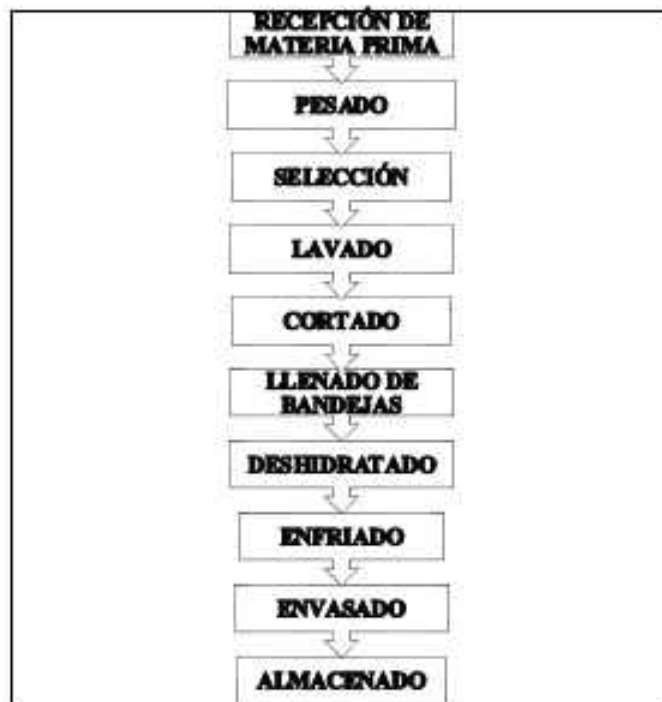 RECEPCIÓN DE
MATERIA PRIMA
PESADO
SELECCIÓN
LAVADO
CORTADO
LLENADO DE
BANDEJAS
DESHIDRATADO
ENFRIADO
ENVASADO
ALMACENADO